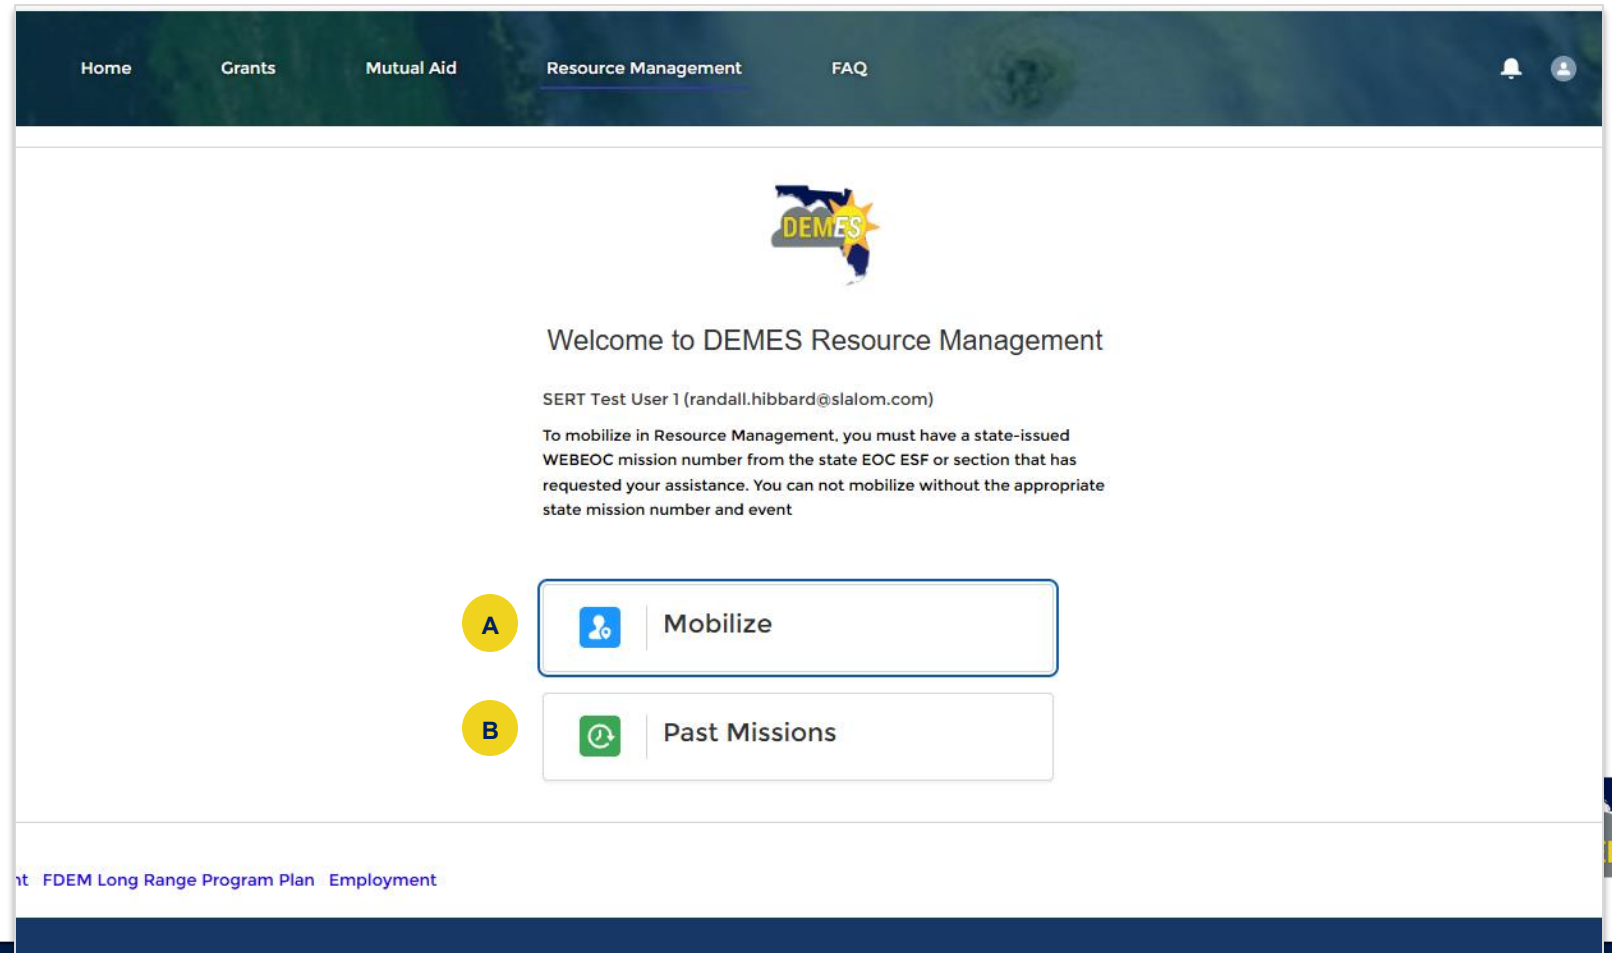 Home Grants Mutual Aid Resource Management FAQ
DEMES
Welcome to DEMES Resource Management
SERT Test User 1 (randall.hibbard@slalom.com)
To mobilize in Resource Management, you must have a state-issued
WEBEOC mission number from the state EOC ESF or section that has
requested your assistance. You can not mobilize without the appropriate
state mission number and event
A Mobilize
B Past Missions
FDEM Long Range Program Plan Employment